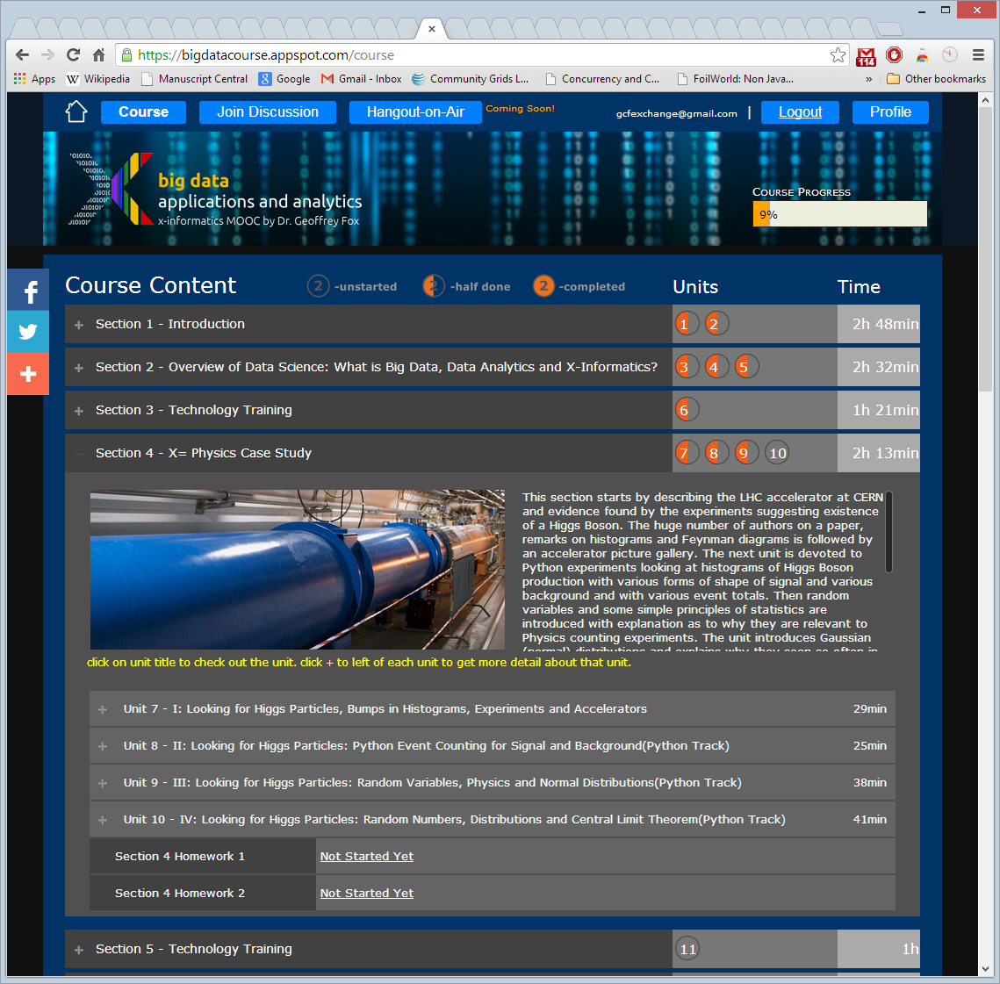 https://bigdatacourse.appspot.com/course
114
Apps Wikipedia Manuscript Central Google Gmail - Inbox Community Grids L... Concurrency and C... FoilWorld: Non Java... » Other bookmarks
Course Join Discussion Hangout-on-Air Coming Soon! gcfexchange@gmail.com | Logout Profile
big data
applications and analytics
x-informatics MOOC by Dr. Geoffrey Fox
Course Progress
9%
Course Content 2 -unstarted 2 -half done 2 -completed Units Time
+ Section 1 - Introduction 1 2 2h 48min
+ Section 2 - Overview of Data Science: What is Big Data, Data Analytics and X-Informatics? 3 4 5 2h 32min
+ Section 3 - Technology Training 6 1h 21min
– Section 4 - X= Physics Case Study 7 8 9 10 2h 13min
This section starts by describing the LHC accelerator at CERN
and evidence found by the experiments suggesting existence
of a Higgs Boson. The huge number of authors on a paper,
remarks on histograms and Feynman diagrams is followed by
an accelerator picture gallery. The next unit is devoted to
Python experiments looking at histograms of Higgs Boson
production with various forms of shape of signal and various
background and with various event totals. Then random
variables and some simple principles of statistics are
introduced with explanation as to why they are relevant to
Physics counting experiments. The unit introduces Gaussian
(normal) distributions and explains why they seen so often in
click on unit title to check out the unit. click + to left of each unit to get more detail about that unit.
+ Unit 7 - I: Looking for Higgs Particles, Bumps in Histograms, Experiments and Accelerators 29min
+ Unit 8 - II: Looking for Higgs Particles: Python Event Counting for Signal and Background(Python Track) 25min
+ Unit 9 - III: Looking for Higgs Particles: Random Variables, Physics and Normal Distributions(Python Track) 38min
+ Unit 10 - IV: Looking for Higgs Particles: Random Numbers, Distributions and Central Limit Theorem(Python Track) 41min
Section 4 Homework 1 Not Started Yet
Section 4 Homework 2 Not Started Yet
+ Section 5 - Technology Training 11 1h